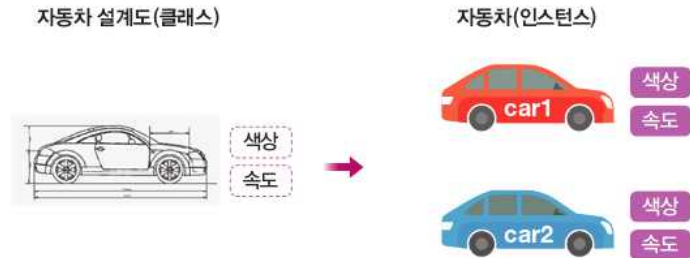 자동차 설계도(클래스)
자동차(인스턴스)
색상
속도
car1
색상
속도
car2
색상
속도